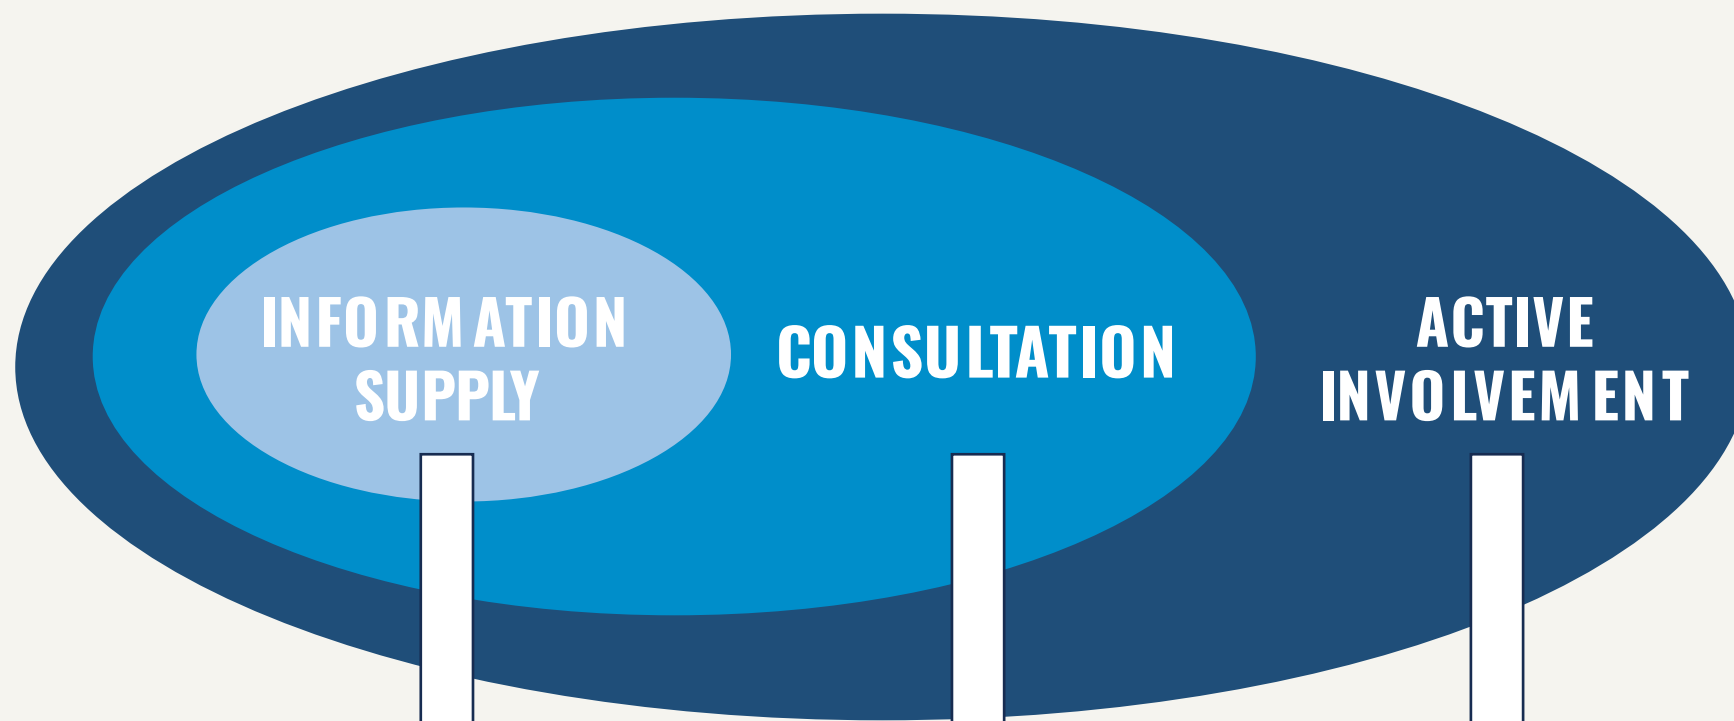 INFORMATION
SUPPLY
CONSULTATION
ACTIVE
INVOLVEMENT